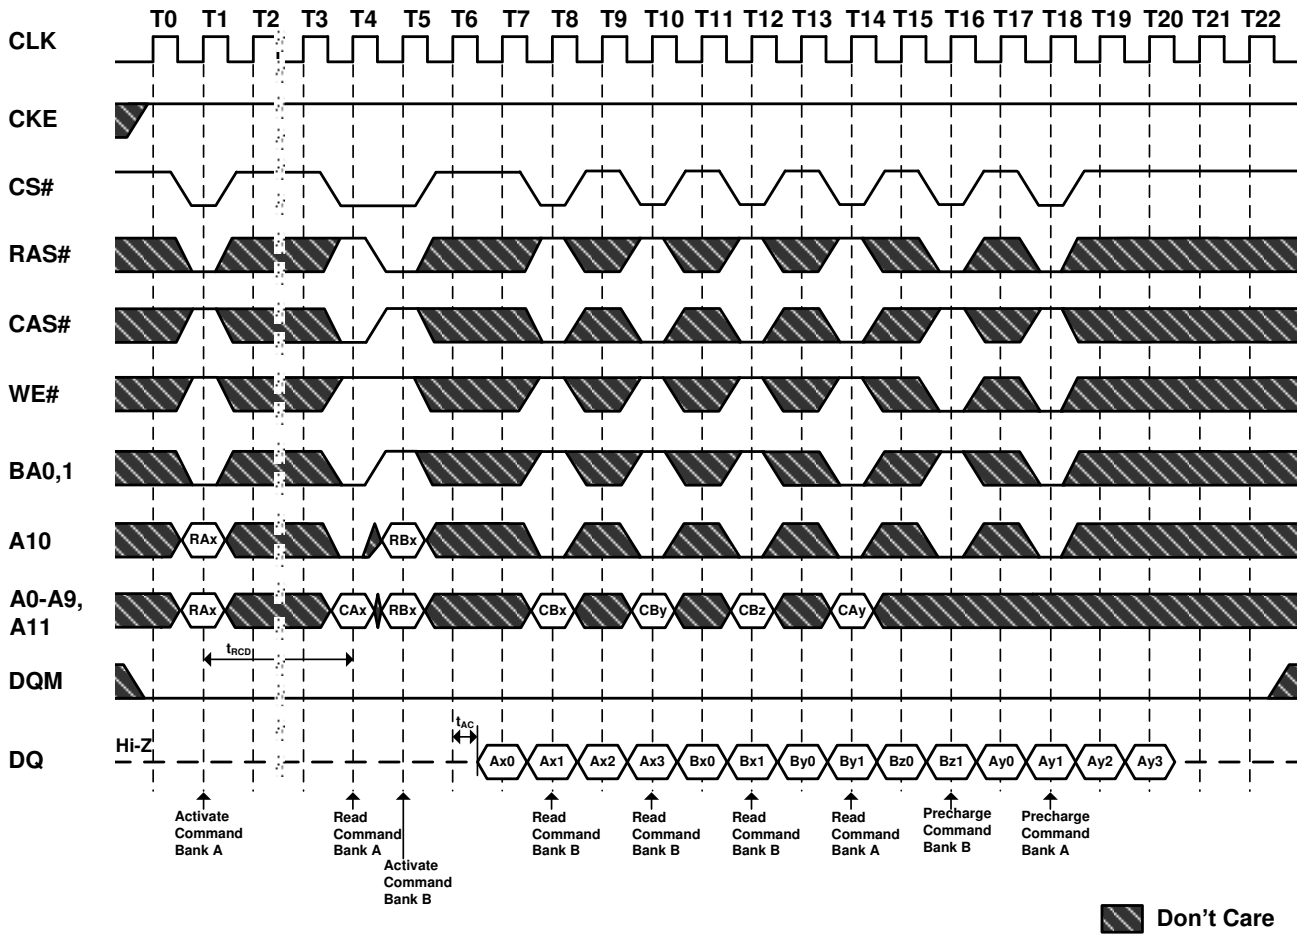 T0 T1 T2 T3 T4 T5 T6 T7 T8 T9 T10 T11 T12 T13 T14 T15 T16 T17 T18 T19 T20 T21 T22
CLK
CKE
CS#
RAS#
CAS#
WE#
BA0,1
A10
RAx RBx
A0-A9,
A11
RAx CAx RBx CBx CBy CBz CAy
tRCD
DQM
tAC
Hi-Z
DQ
Ax0 Ax1 Ax2 Ax3 Bx0 Bx1 By0 By1 Bz0 Bz1 Ay0 Ay1 Ay2 Ay3
Activate
Command
Bank A
Read
Command
Bank A
Activate
Command
Bank B
Read
Command
Bank B
Read
Command
Bank B
Read
Command
Bank B
Read
Command
Bank A
Precharge
Command
Bank B
Precharge
Command
Bank A
Don't Care